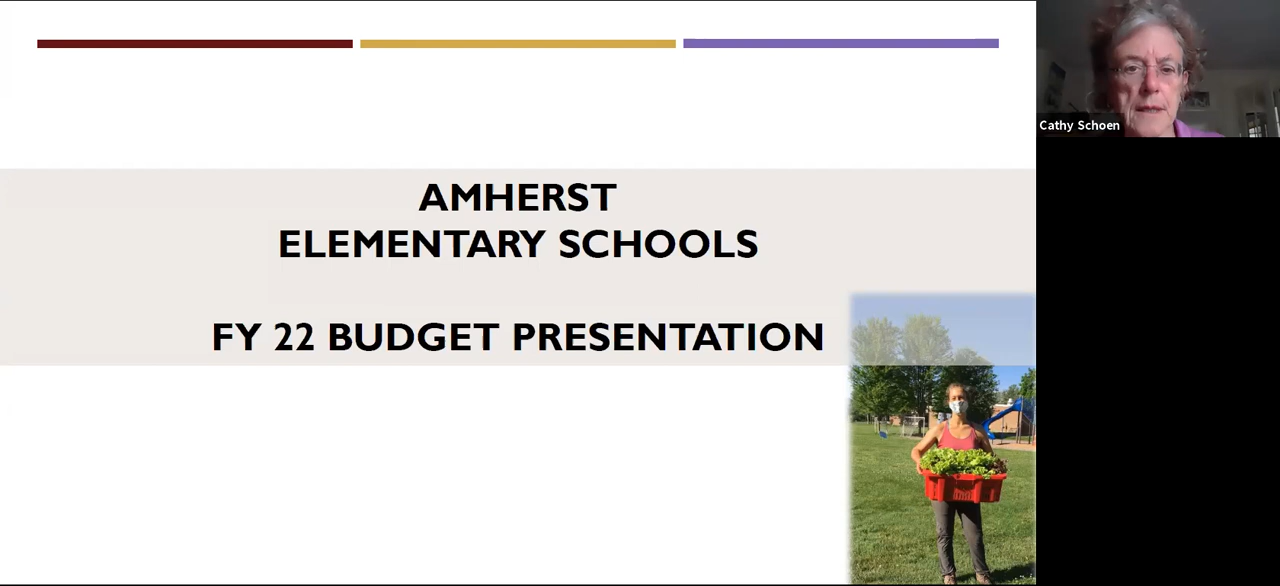 AMHERST
ELEMENTARY SCHOOLS
FY 22 BUDGET PRESENTATION
Cathy Schoen